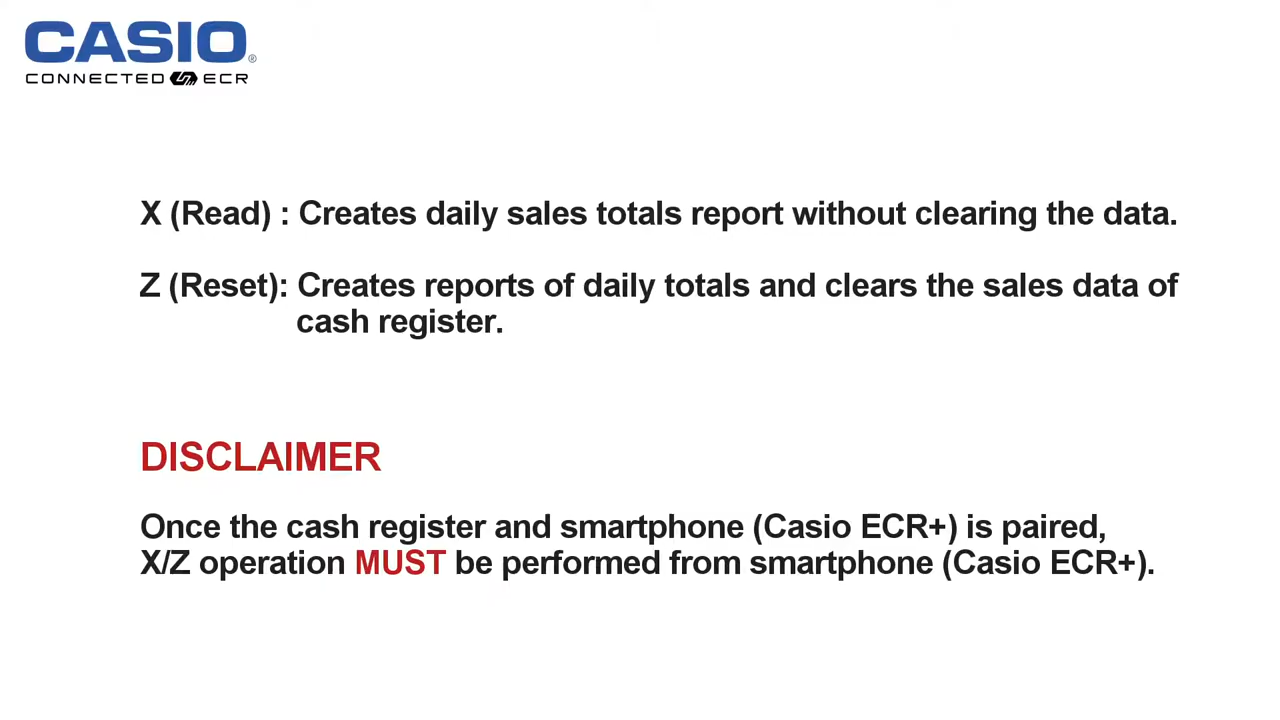 CASIO®
CONNECTED ECR
X (Read) : Creates daily sales totals report without clearing the data.
Z (Reset): Creates reports of daily totals and clears the sales data of
cash register.
DISCLAIMER
Once the cash register and smartphone (Casio ECR+) is paired,
X/Z operation MUST be performed from smartphone (Casio ECR+).